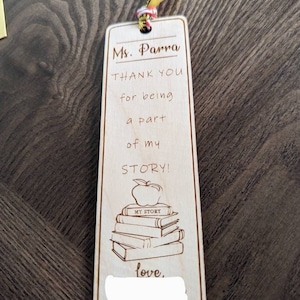 Ms. Parra
THANK YOU
for being
a part
of my
STORY!
MY STORY
love,